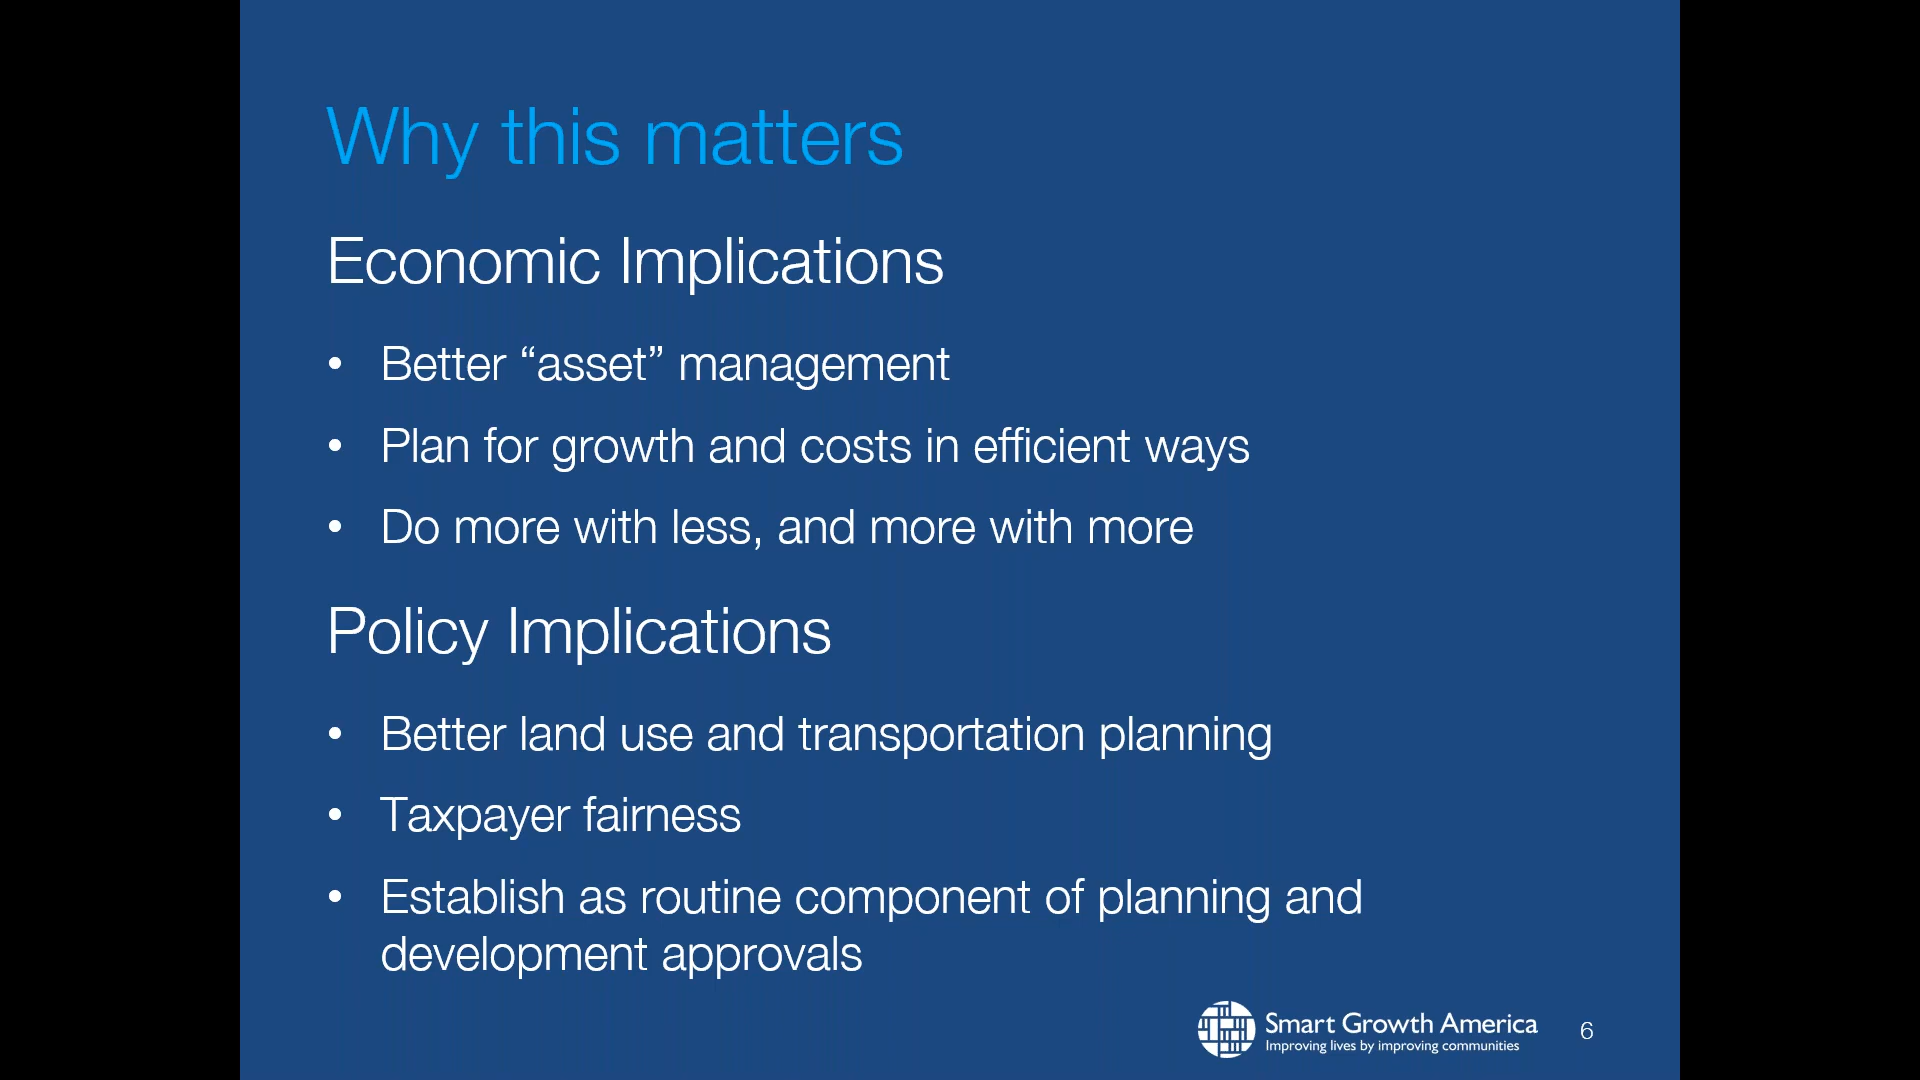 Why this matters
Economic Implications
• Better “asset” management
• Plan for growth and costs in efficient ways
• Do more with less, and more with more
Policy Implications
• Better land use and transportation planning
• Taxpayer fairness
• Establish as routine component of planning and
development approvals
Smart Growth America
Improving lives by improving communities
6